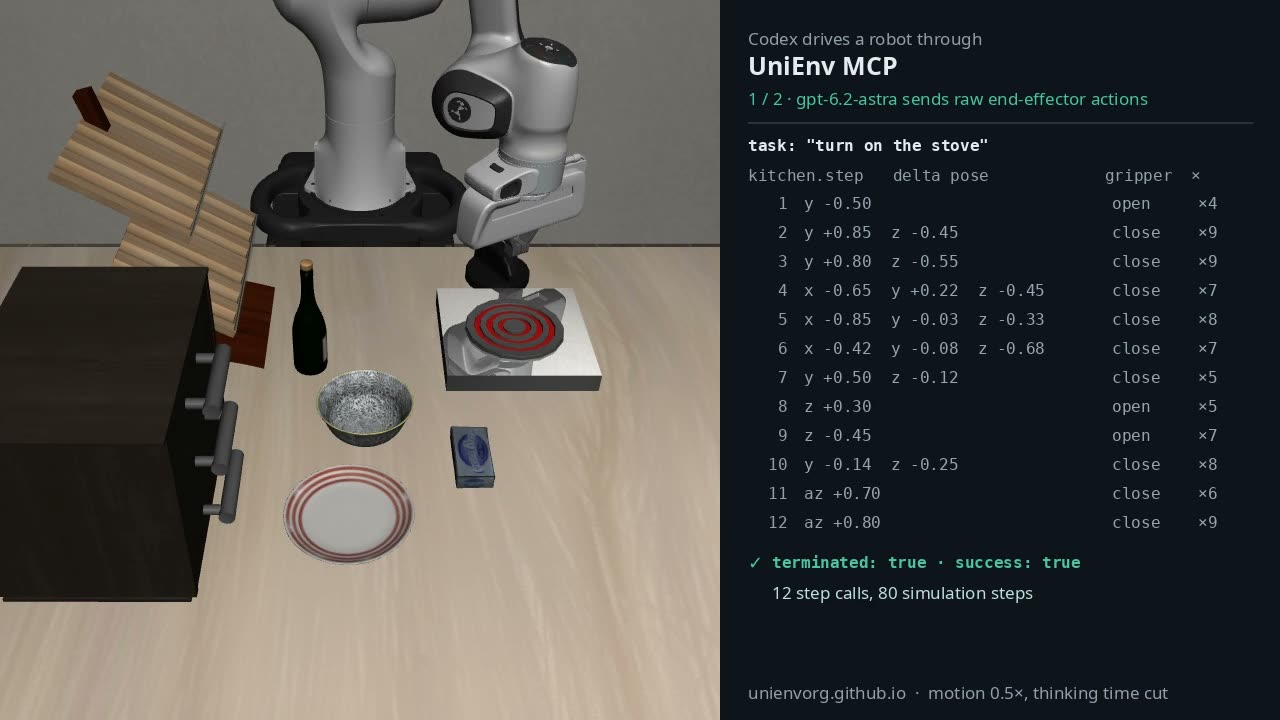 Codex drives a robot through
UniEnv MCP
1 / 2 · gpt-6.2-astra sends raw end-effector actions
task: "turn on the stove"
kitchen.step delta pose gripper ×
1 y -0.50 open ×4
2 y +0.85 z -0.45 close ×9
3 y +0.80 z -0.55 close ×9
4 x -0.65 y +0.22 z -0.45 close ×7
5 x -0.85 y -0.03 z -0.33 close ×8
6 x -0.42 y -0.08 z -0.68 close ×7
7 y +0.50 z -0.12 close ×5
8 z +0.30 open ×5
9 z -0.45 open ×7
10 y -0.14 z -0.25 close ×8
11 az +0.70 close ×6
12 az +0.80 close ×9
✓ terminated: true · success: true
12 step calls, 80 simulation steps
unienvorg.github.io · motion 0.5×, thinking time cut